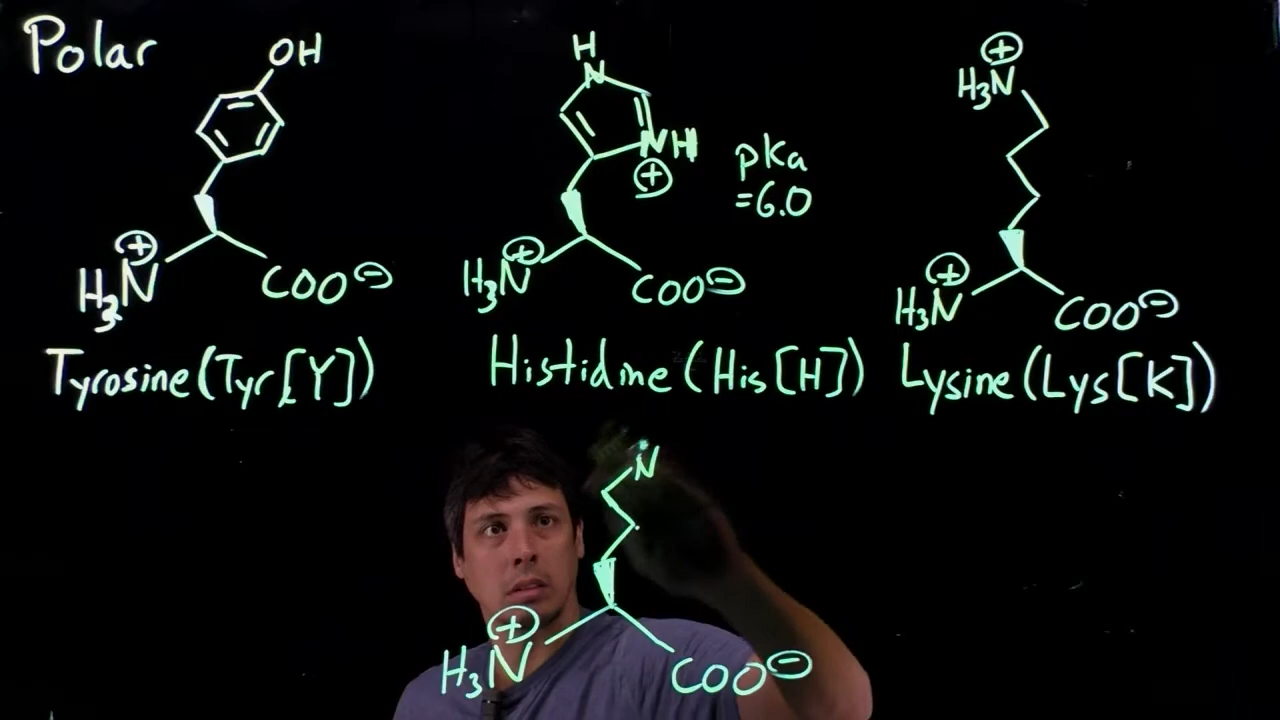 Polar
OH
H₃N⊕
COO⊖
Tyrosine (Tyr [Y])
H
N
NH
⊕
pKa
=6.0
H₃N⊕
COO⊖
Histidine (His [H])
⊕
H₃N
H₃N⊕
COO⊖
Lysine (Lys [K])
N
H₃N⊕
COO⊖